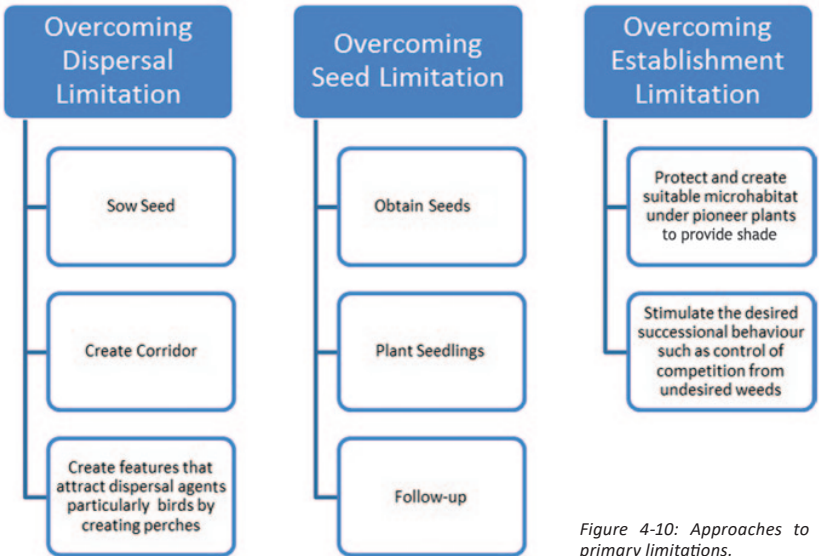 Overcoming
Dispersal
Limitation
Sow Seed
Create Corridor
Create features that
attract dispersal agents
particularly birds by
creating perches
Overcoming
Seed Limitation
Obtain Seeds
Plant Seedlings
Follow-up
Overcoming
Establishment
Limitation
Protect and create
suitable microhabitat
under pioneer plants
to provide shade
Stimulate the desired
successional behaviour
such as control of
competition from
undesired weeds
Figure 4-10: Approaches to
primary limitations.